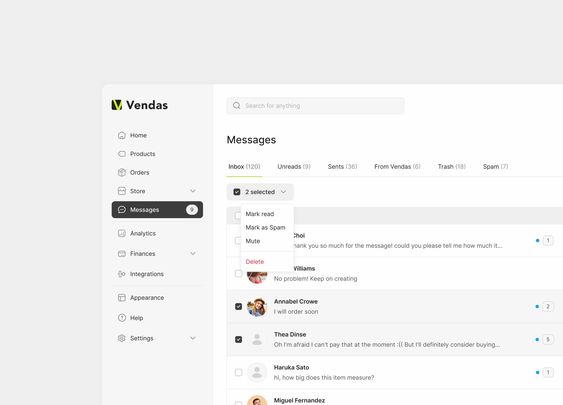 Vendas
Search for anything
Home
Products
Orders
Store
Messages 9
Analytics
Finances
Integrations
Appearance
Help
Settings
Messages
Inbox (120) Unreads (9) Sents (36) From Vendas (6) Trash (18) Spam (7)
2 selected
Mark read
Mark as Spam
Mute
Delete
Choi
hank you so much for the message! could you please tell me how much it... 1
Williams
No problem! Keep on creating
Annabel Crowe
I will order soon 2
Thea Dinse
Oh I'm afraid I can't pay that at the moment :(( But I'll definitely consider buying... 5
Haruka Sato
hi, how big does this item measure? 1
Miguel Fernandez